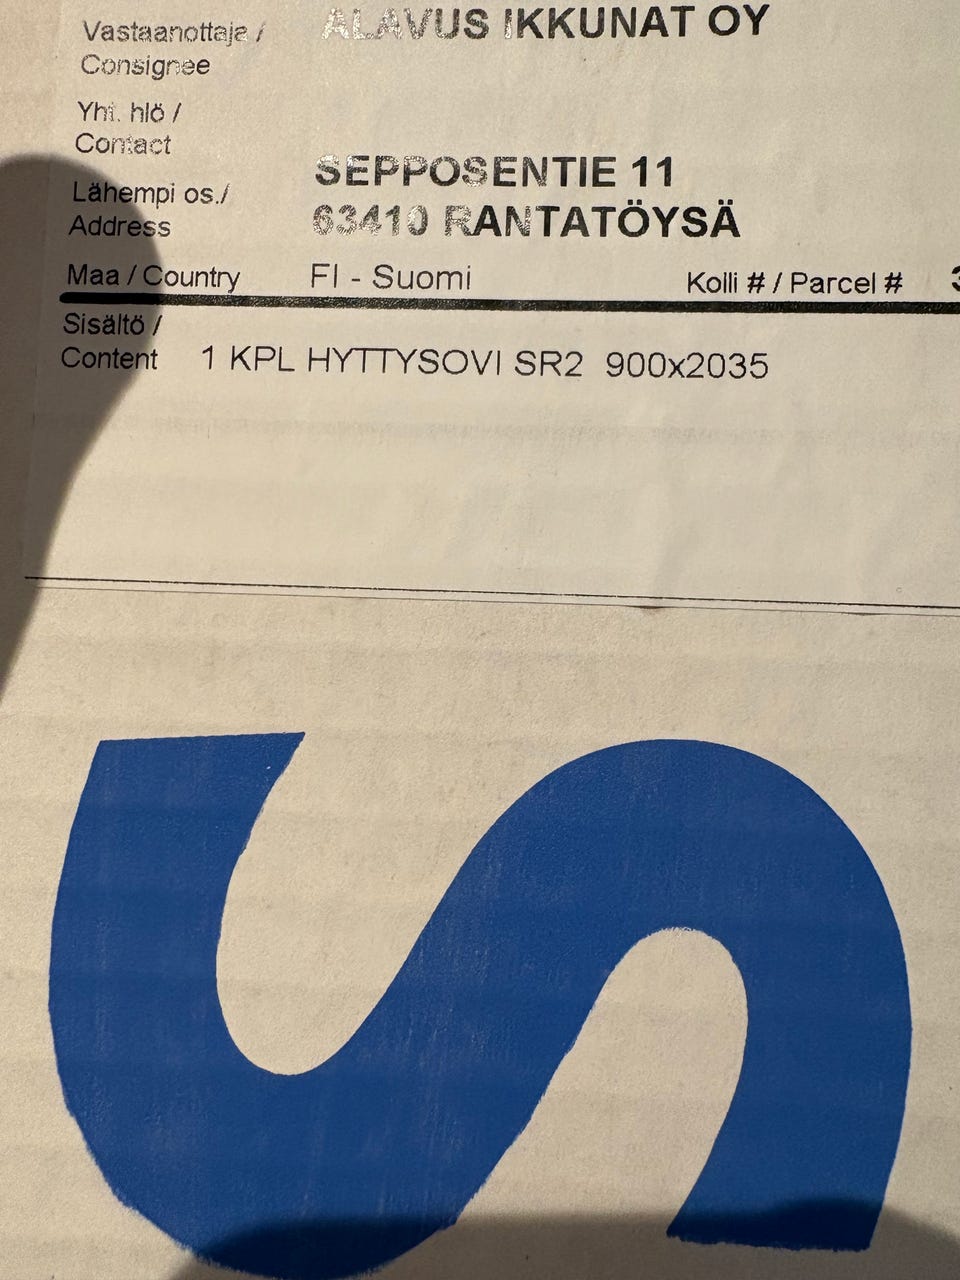 Vastaanottaja / ALAVUS IKKUNAT OY
Consignee
Yht. hlö /
Contact
Lähempi os./ SEPPOSENTIE 11
Address 63410 RANTATÖYSÄ
Maa / Country FI - Suomi Kolli # / Parcel # 3
Sisältö /
Content 1 KPL HYTTYSOVI SR2 900x2035